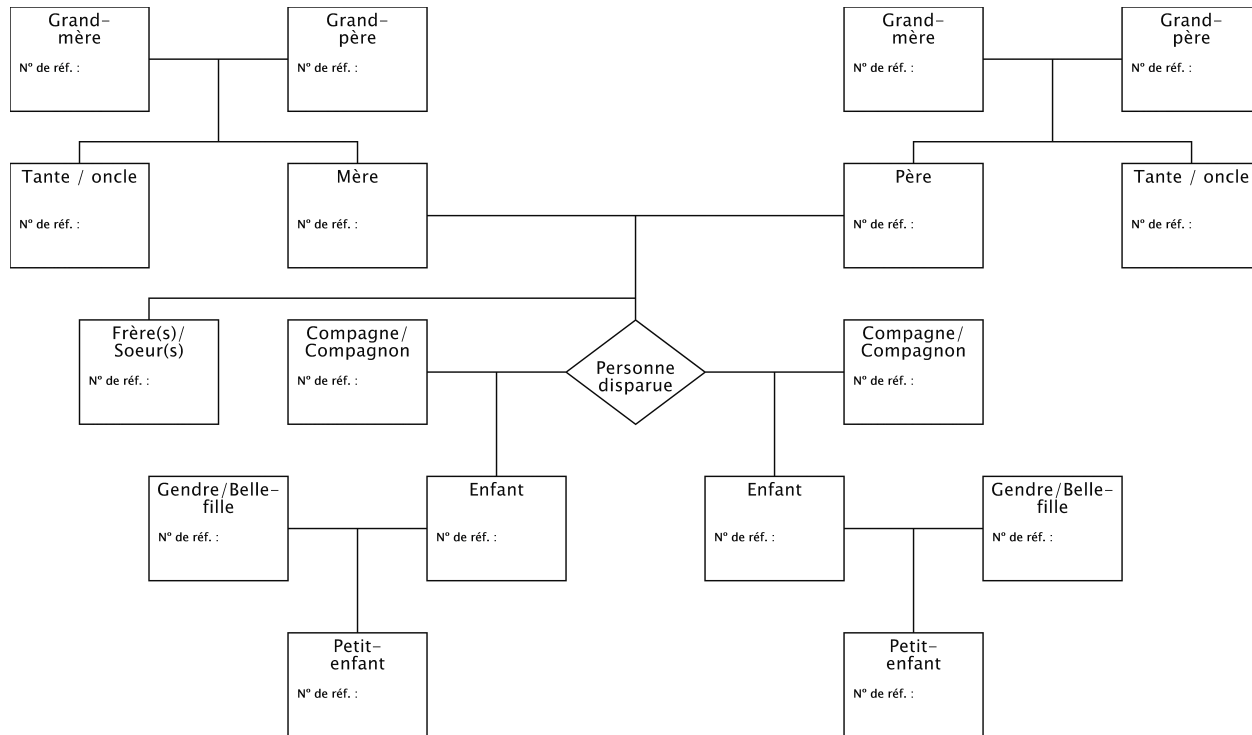 Grand-
mère
N° de réf. :
Grand-
père
N° de réf. :
Grand-
mère
N° de réf. :
Grand-
père
N° de réf. :
Tante / oncle
N° de réf. :
Mère
N° de réf. :
Père
N° de réf. :
Tante / oncle
N° de réf. :
Frère(s)/
Soeur(s)
N° de réf. :
Compagne/
Compagnon
N° de réf. :
Personne
disparue
Compagne/
Compagnon
N° de réf. :
Gendre/Belle-
fille
N° de réf. :
Enfant
N° de réf. :
Enfant
N° de réf. :
Gendre/Belle-
fille
N° de réf. :
Petit-
enfant
N° de réf. :
Petit-
enfant
N° de réf. :